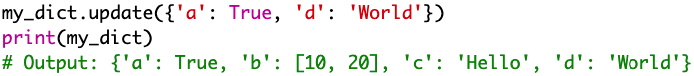 my_dict.update({'a': True, 'd': 'World'})
print(my_dict)
# Output: {'a': True, 'b': [10, 20], 'c': 'Hello', 'd': 'World'}